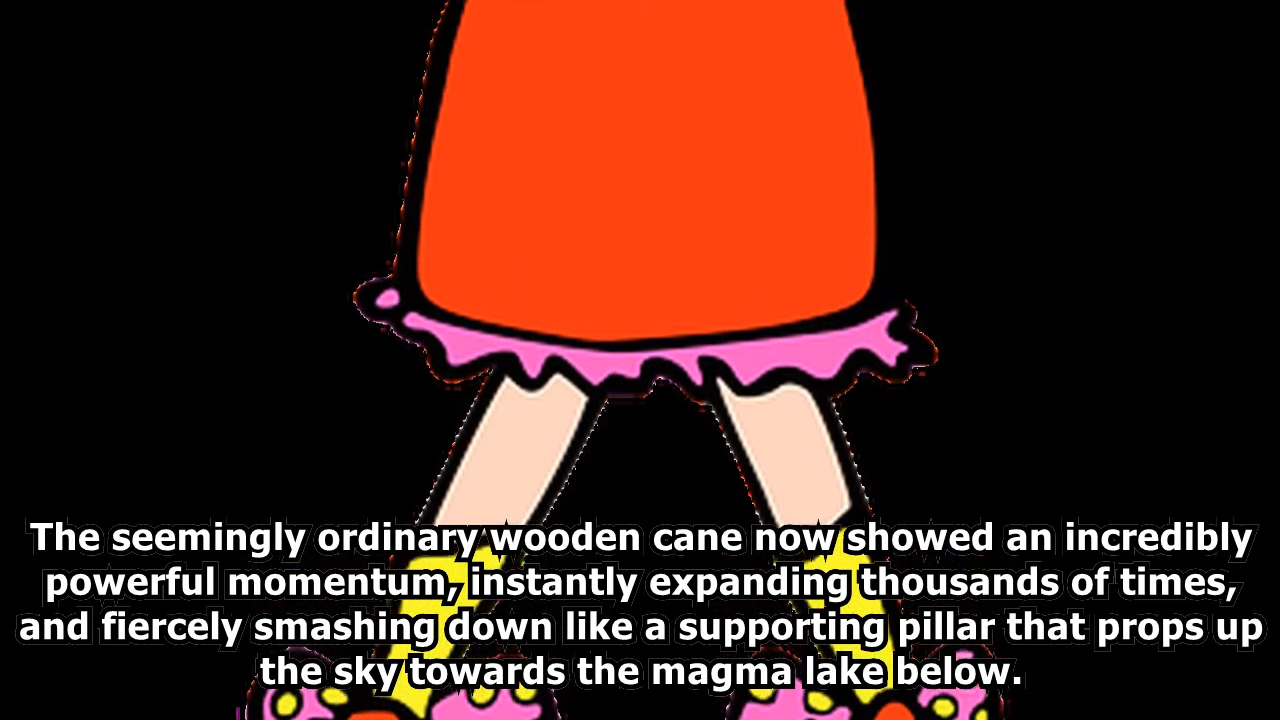 The seemingly ordinary wooden cane now showed an incredibly
powerful momentum, instantly expanding thousands of times,
and fiercely smashing down like a supporting pillar that props up
the sky towards the magma lake below.